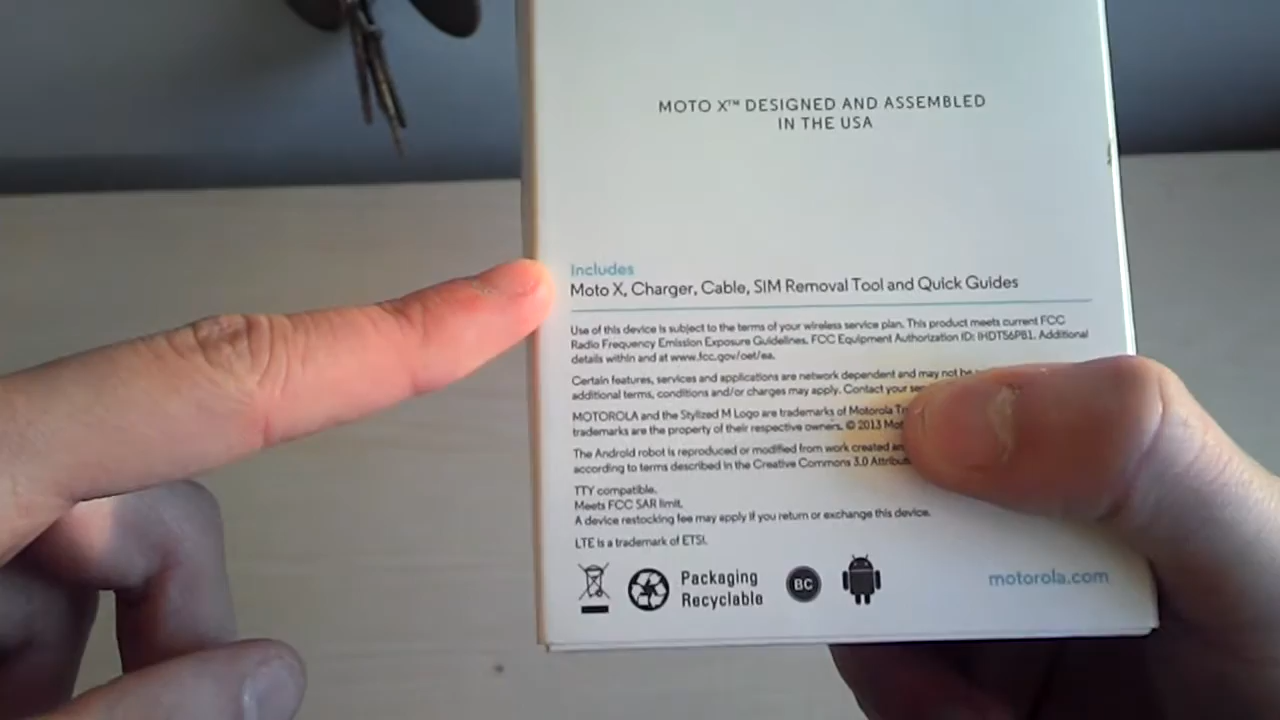 MOTO X™ DESIGNED AND ASSEMBLED
IN THE USA
Includes
Moto X, Charger, Cable, SIM Removal Tool and Quick Guides
Use of this device is subject to the terms of your wireless service plan. This product meets current FCC
Radio Frequency Emission Exposure Guidelines. FCC Equipment Authorization ID: IHDT56PB1. Additional
details within and at www.fcc.gov/oet/ea.
Certain features, services and applications are network dependent and may not be
additional terms, conditions and/or charges may apply. Contact your
MOTOROLA and the Stylized M Logo are trademarks of Motorola
trademarks are the property of their respective owners. © 2013
The Android robot is reproduced or modified from work created
according to terms described in the Creative Commons 3.0
TTY compatible.
Meets FCC SAR limit.
A device restocking fee may apply if you return or exchange this device.
LTE is a trademark of ETSI.
Packaging
Recyclable
BC
motorola.com